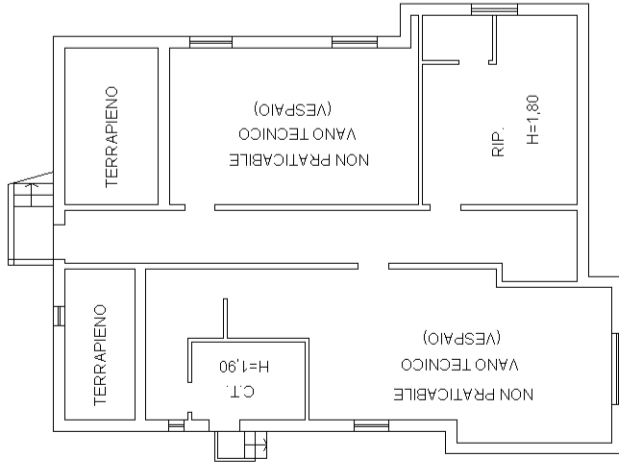 TERRAPIENO
NON PRATICABILE
VANO TECNICO
(VESPAIO)
RIP.
H=1,80
TERRAPIENO
C.T.
H=1,90
NON PRATICABILE
VANO TECNICO
(VESPAIO)